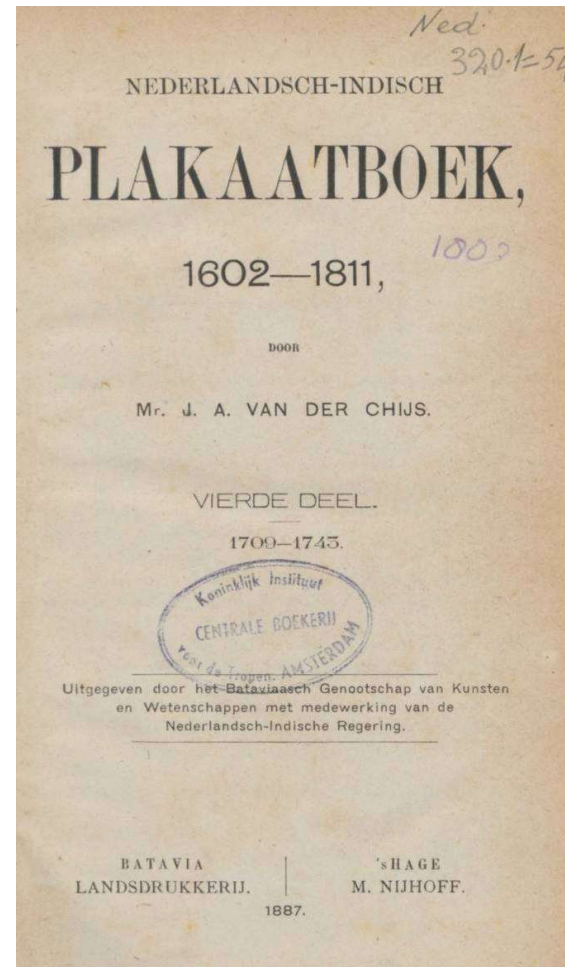 Ned.
320.1=5
NEDERLANDSCH-INDISCH
PLAKAATBOEK,
1602—1811,
DOOR
Mr. J. A. VAN DER CHIJS.
VIERDE DEEL.
1709—1743.
Koninklijk Instituut
CENTRALE BOEKERIJ
voor de Tropen. AMSTERDAM
Uitgegeven door het Bataviaasch Genootschap van Kunsten
en Wetenschappen met medewerking van de
Nederlandsch-Indische Regering.
BATAVIA
LANDSDRUKKERIJ.
'sHAGE
M. NIJHOFF.
1887.